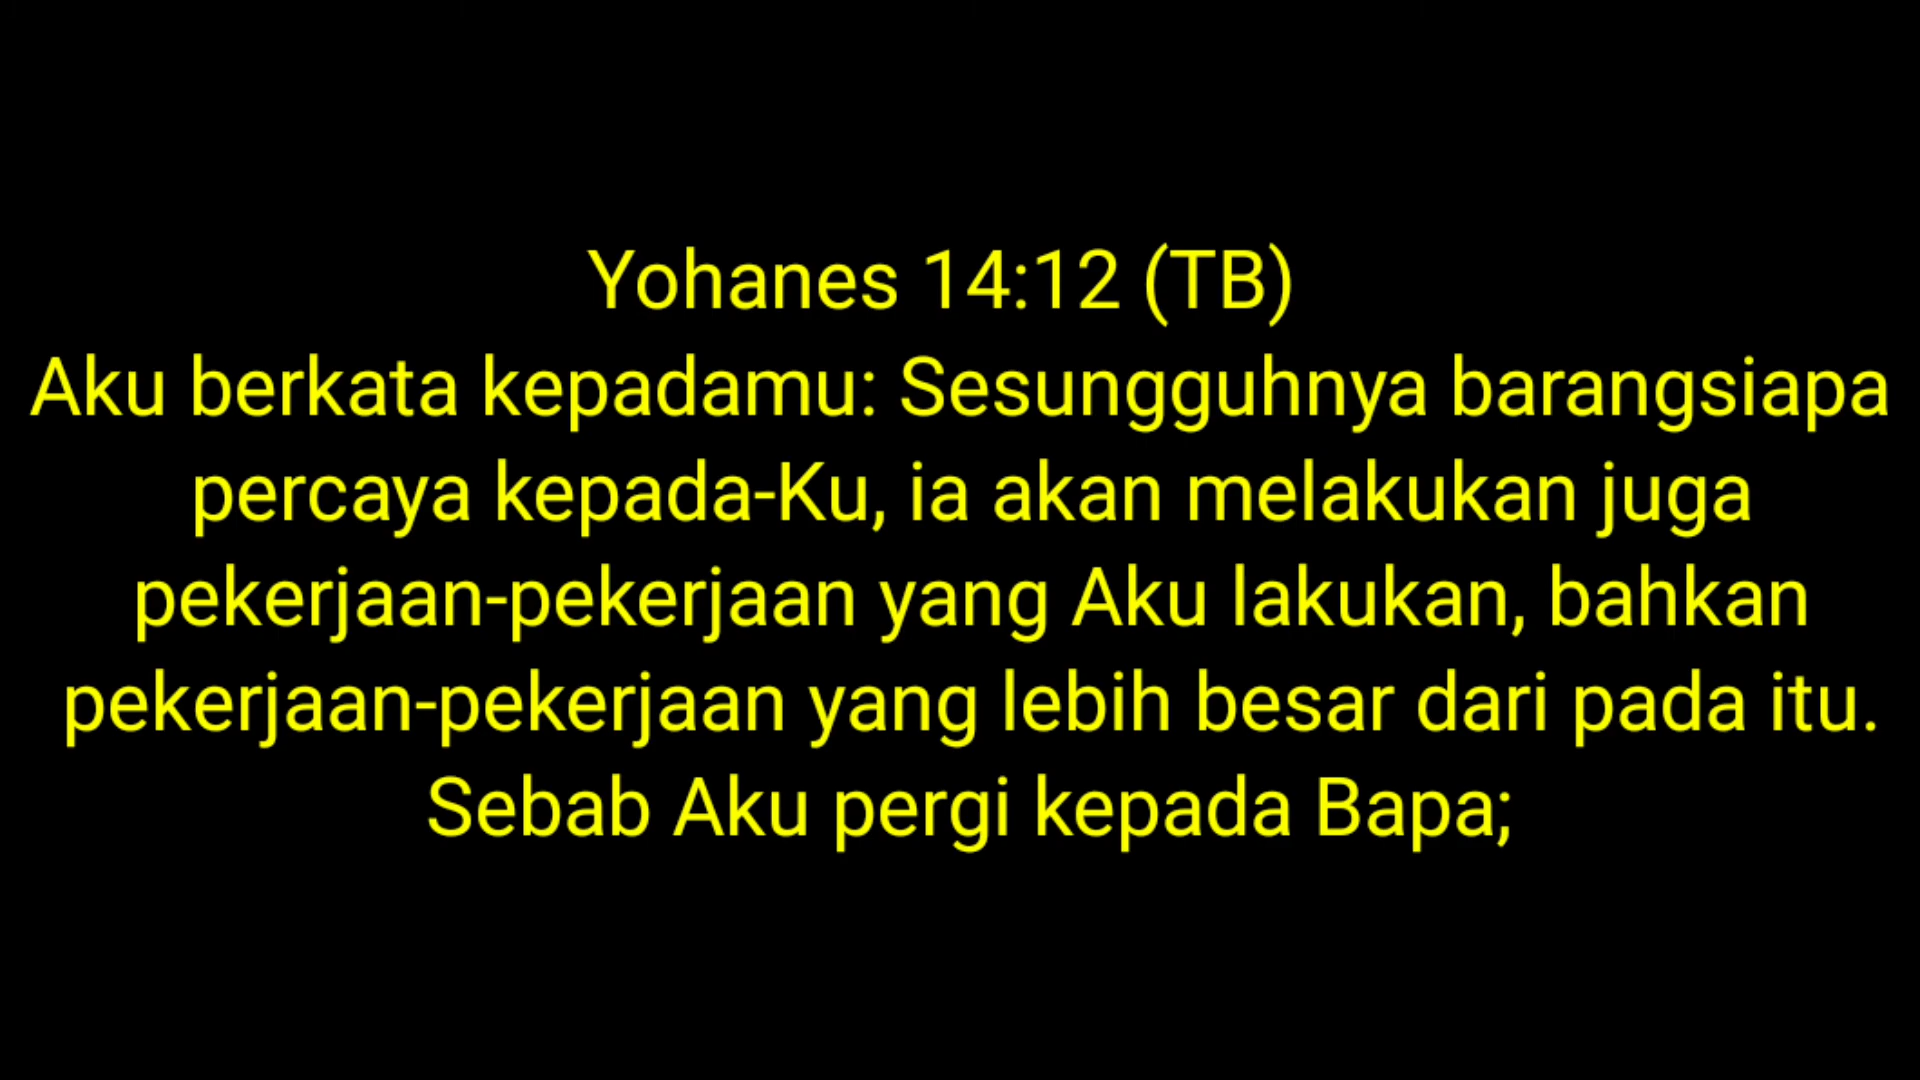 Yohanes 14:12 (TB)
Aku berkata kepadamu: Sesungguhnya barangsiapa
percaya kepada-Ku, ia akan melakukan juga
pekerjaan-pekerjaan yang Aku lakukan, bahkan
pekerjaan-pekerjaan yang lebih besar dari pada itu.
Sebab Aku pergi kepada Bapa;